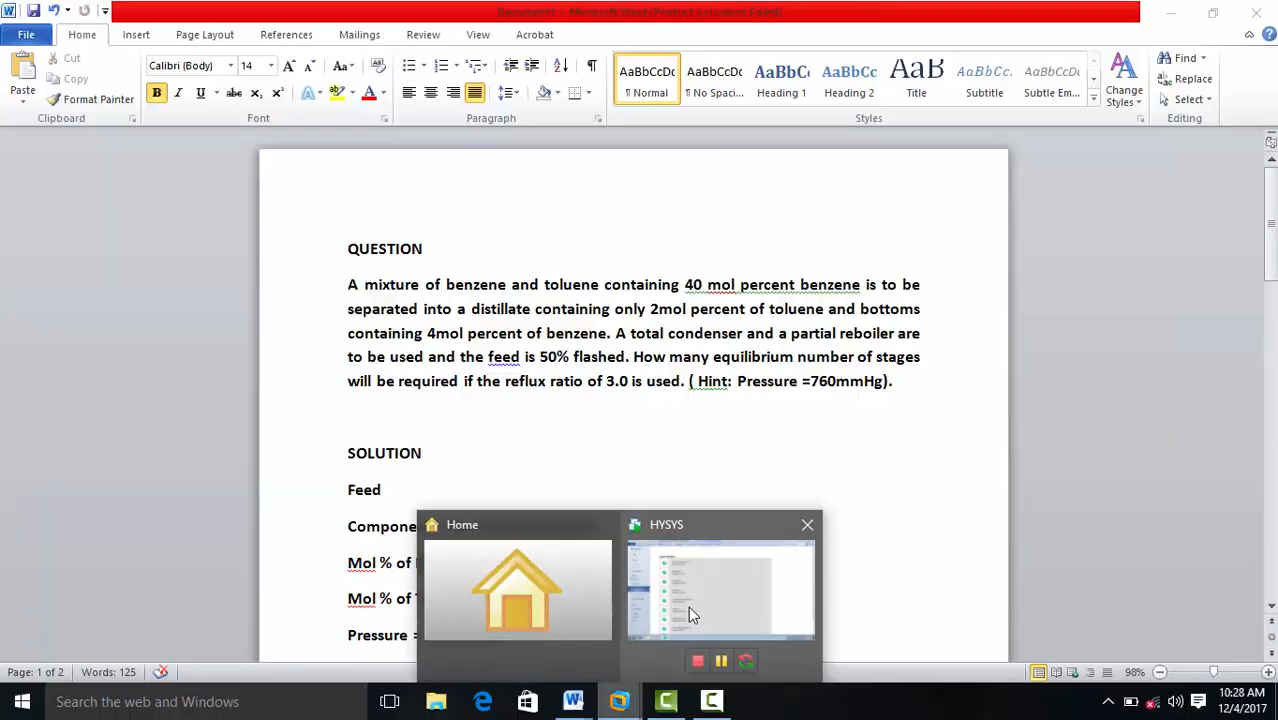 Document1 - Microsoft Word (Product Activation Failed)
File Home Insert Page Layout References Mailings Review View Acrobat
Cut
Copy
Paste
Format Painter
Calibri (Body) 14
AaBbCcDc AaBbCcDc AaBbCc AaBbCc AaB AaBbCcI AaBbCcDc
¶ Normal ¶ No Spaci... Heading 1 Heading 2 Title Subtitle Subtle Em...
Change
Styles
Find
Replace
Select
Clipboard Font Paragraph Styles Editing
QUESTION
A mixture of benzene and toluene containing 40 mol percent benzene is to be
separated into a distillate containing only 2mol percent of toluene and bottoms
containing 4mol percent of benzene. A total condenser and a partial reboiler are
to be used and the feed is 50% flashed. How many equilibrium number of stages
will be required if the reflux ratio of 3.0 is used. ( Hint: Pressure =760mmHg).
SOLUTION
Feed
Compone
Mol % of
Mol % of
Pressure =
Home
HYSYS
Page: 1 of 2 Words: 125
98%
Search the web and Windows
10:28 AM
12/4/2017